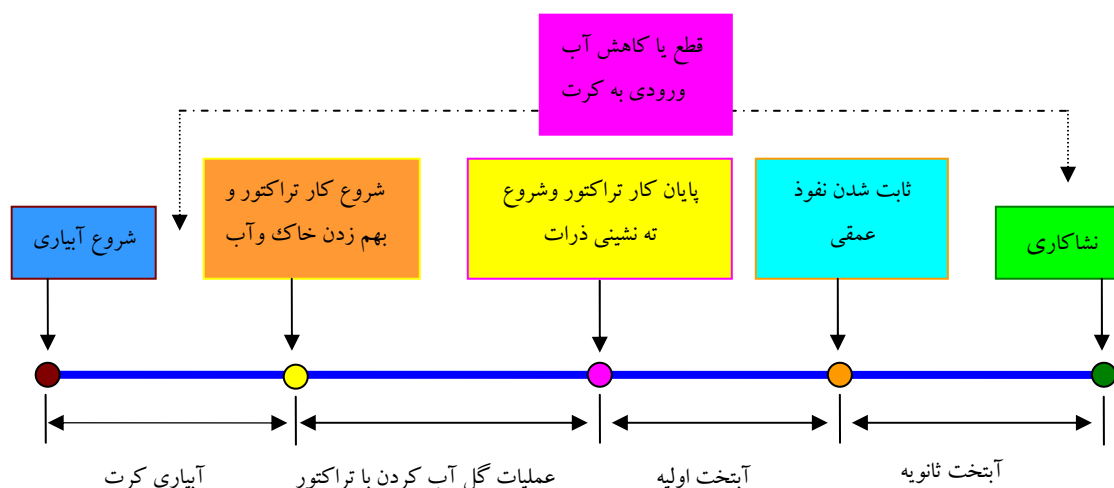 قطع یا کاهش آب
ورودی به کرت
شروع آبیاری
شروع کار تراکتور و
بهم زدن خاک وآب
پایان کار تراکتور وشروع
ته نشینی ذرات
ثابت شدن نفوذ
عمقی
نشاکاری
آبیاری کرت
عملیات گل آب کردن با تراکتور
آبتخت اولیه
آبتخت ثانویه